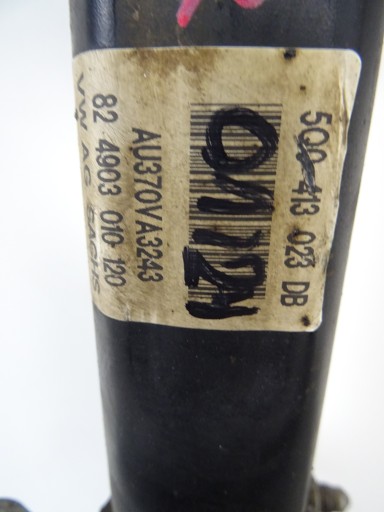 5Q0 413 023 DB
AU370VA3243
82 4903 010 120
VW AG SACHS